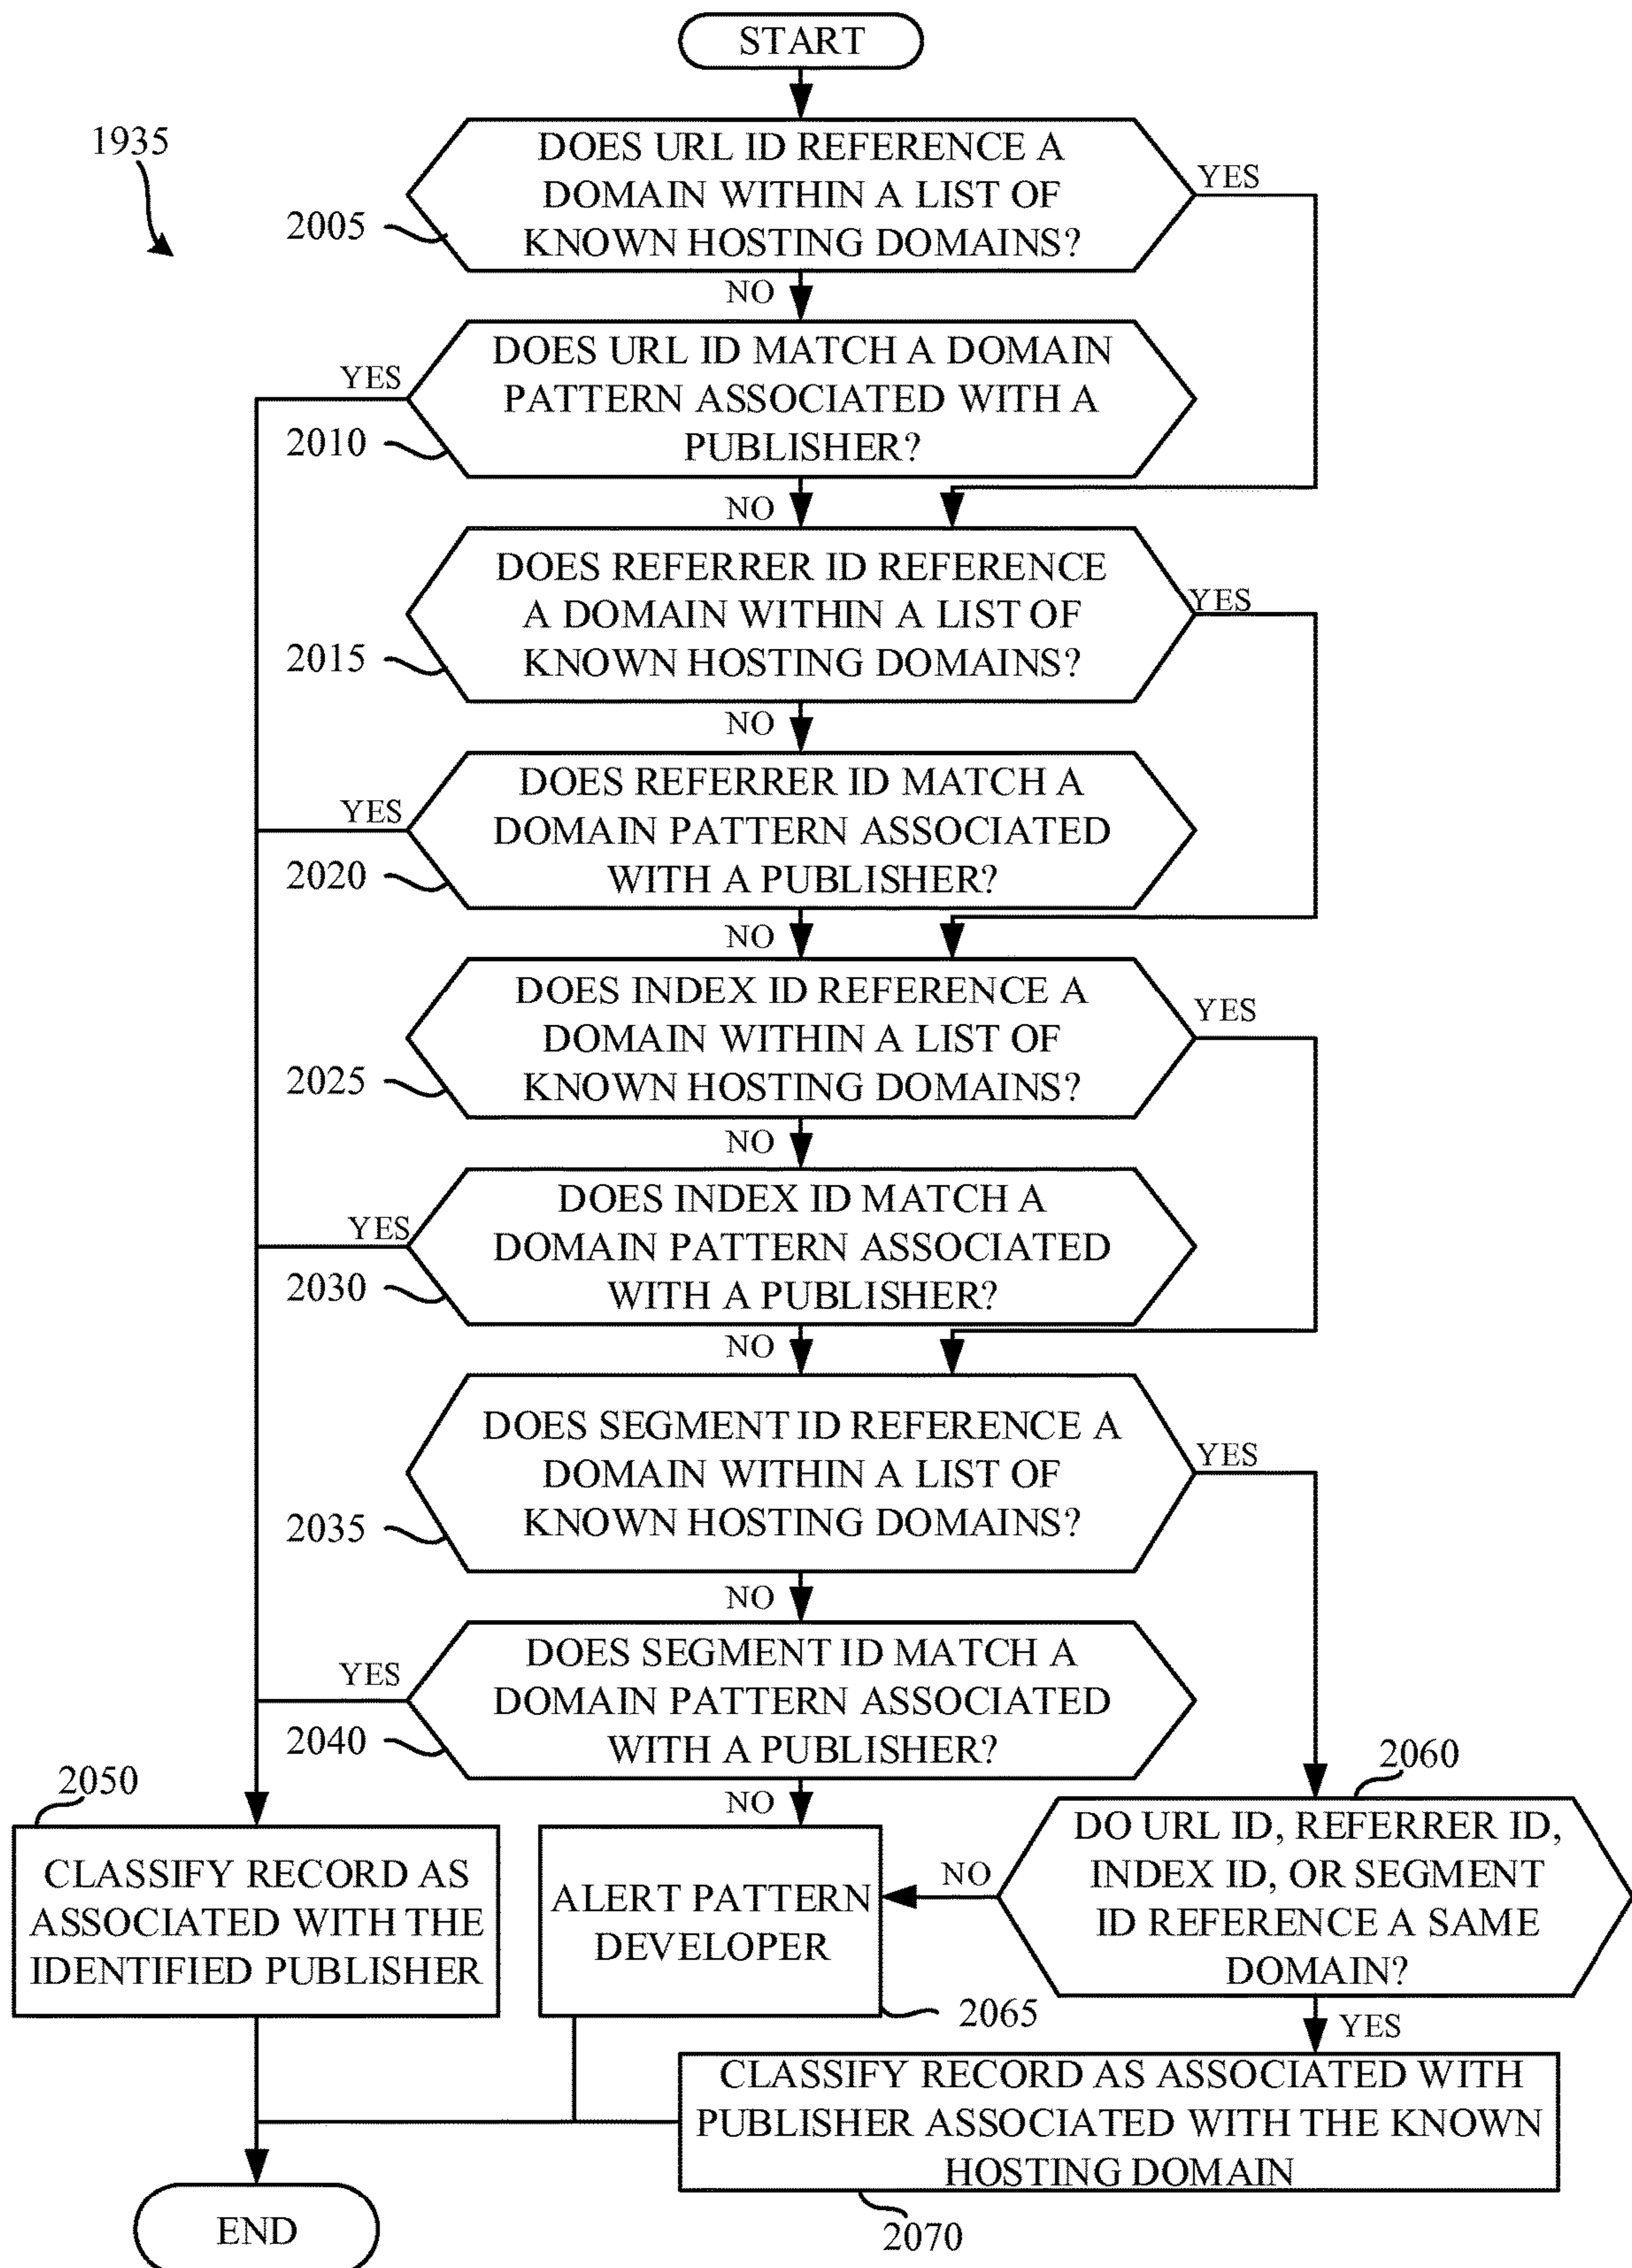 START
1935
DOES URL ID REFERENCE A
DOMAIN WITHIN A LIST OF
KNOWN HOSTING DOMAINS?
YES
2005
NO
DOES URL ID MATCH A DOMAIN
PATTERN ASSOCIATED WITH A
PUBLISHER?
YES
2010
NO
DOES REFERRER ID REFERENCE
A DOMAIN WITHIN A LIST OF
KNOWN HOSTING DOMAINS?
YES
2015
NO
DOES REFERRER ID MATCH A
DOMAIN PATTERN ASSOCIATED
WITH A PUBLISHER?
YES
2020
NO
DOES INDEX ID REFERENCE A
DOMAIN WITHIN A LIST OF
KNOWN HOSTING DOMAINS?
YES
2025
NO
DOES INDEX ID MATCH A
DOMAIN PATTERN ASSOCIATED
WITH A PUBLISHER?
YES
2030
NO
DOES SEGMENT ID REFERENCE A
DOMAIN WITHIN A LIST OF
KNOWN HOSTING DOMAINS?
YES
2035
NO
DOES SEGMENT ID MATCH A
DOMAIN PATTERN ASSOCIATED
WITH A PUBLISHER?
YES
2040
NO
2050
CLASSIFY RECORD AS
ASSOCIATED WITH THE
IDENTIFIED PUBLISHER
ALERT PATTERN
DEVELOPER
2065
NO
2060
DO URL ID, REFERRER ID,
INDEX ID, OR SEGMENT
ID REFERENCE A SAME
DOMAIN?
YES
CLASSIFY RECORD AS ASSOCIATED WITH
PUBLISHER ASSOCIATED WITH THE KNOWN
HOSTING DOMAIN
2070
END